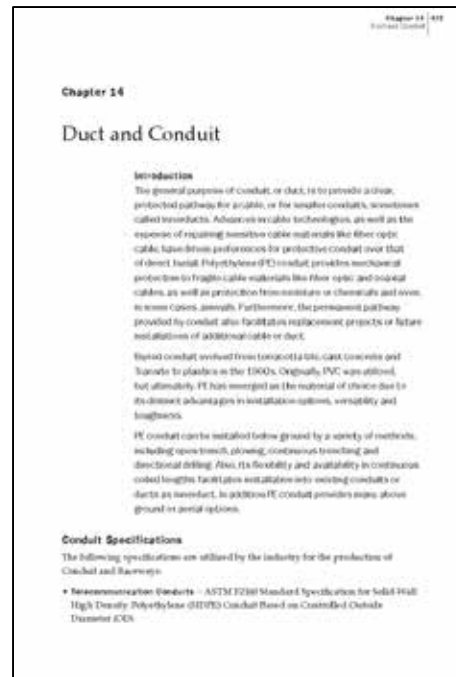 Chapter 14
Duct and Conduit
Chapter 14
Duct and Conduit
Introduction
The general purpose of conduit, or duct, is to provide a clear,
protected pathway for a cable, or for smaller conduits, sometimes
called innerducts. Advances in cable technologies, as well as the
expense of repairing sensitive cable materials like fiber optic
cable, have driven preferences for protective conduit over that
of direct burial. Polyethylene (PE) conduit provides mechanical
protection to fragile cable materials like fiber optic and coaxial
cables, as well as protection from moisture or chemicals and even,
in some cases, animals. Furthermore, the permanent pathway
provided by conduit also facilitates replacement projects or future
installations of additional cable or duct.
Buried conduit evolved from terracotta tile, cast concrete and
Transite to plastics in the 1960s. Originally, PVC was utilized,
but ultimately, PE has emerged as the material of choice due to
its distinct advantages in installation options, versatility and
toughness.
PE conduit can be installed below ground by a variety of methods,
including open trench, plowing, continuous trenching and
directional drilling. Also, its flexibility and availability in continuous
coiled lengths facilitates installation into existing conduits or
ducts as innerduct. In addition PE conduit provides many above
ground or aerial options.
Conduit Specifications
The following specifications are utilized by the industry for the production of
Conduit and Raceways:
• Telecommunication Conduits – ASTM F2160 Standard Specification for Solid Wall
High Density Polyethylene (HDPE) Conduit Based on Controlled Outside
Diameter (OD).